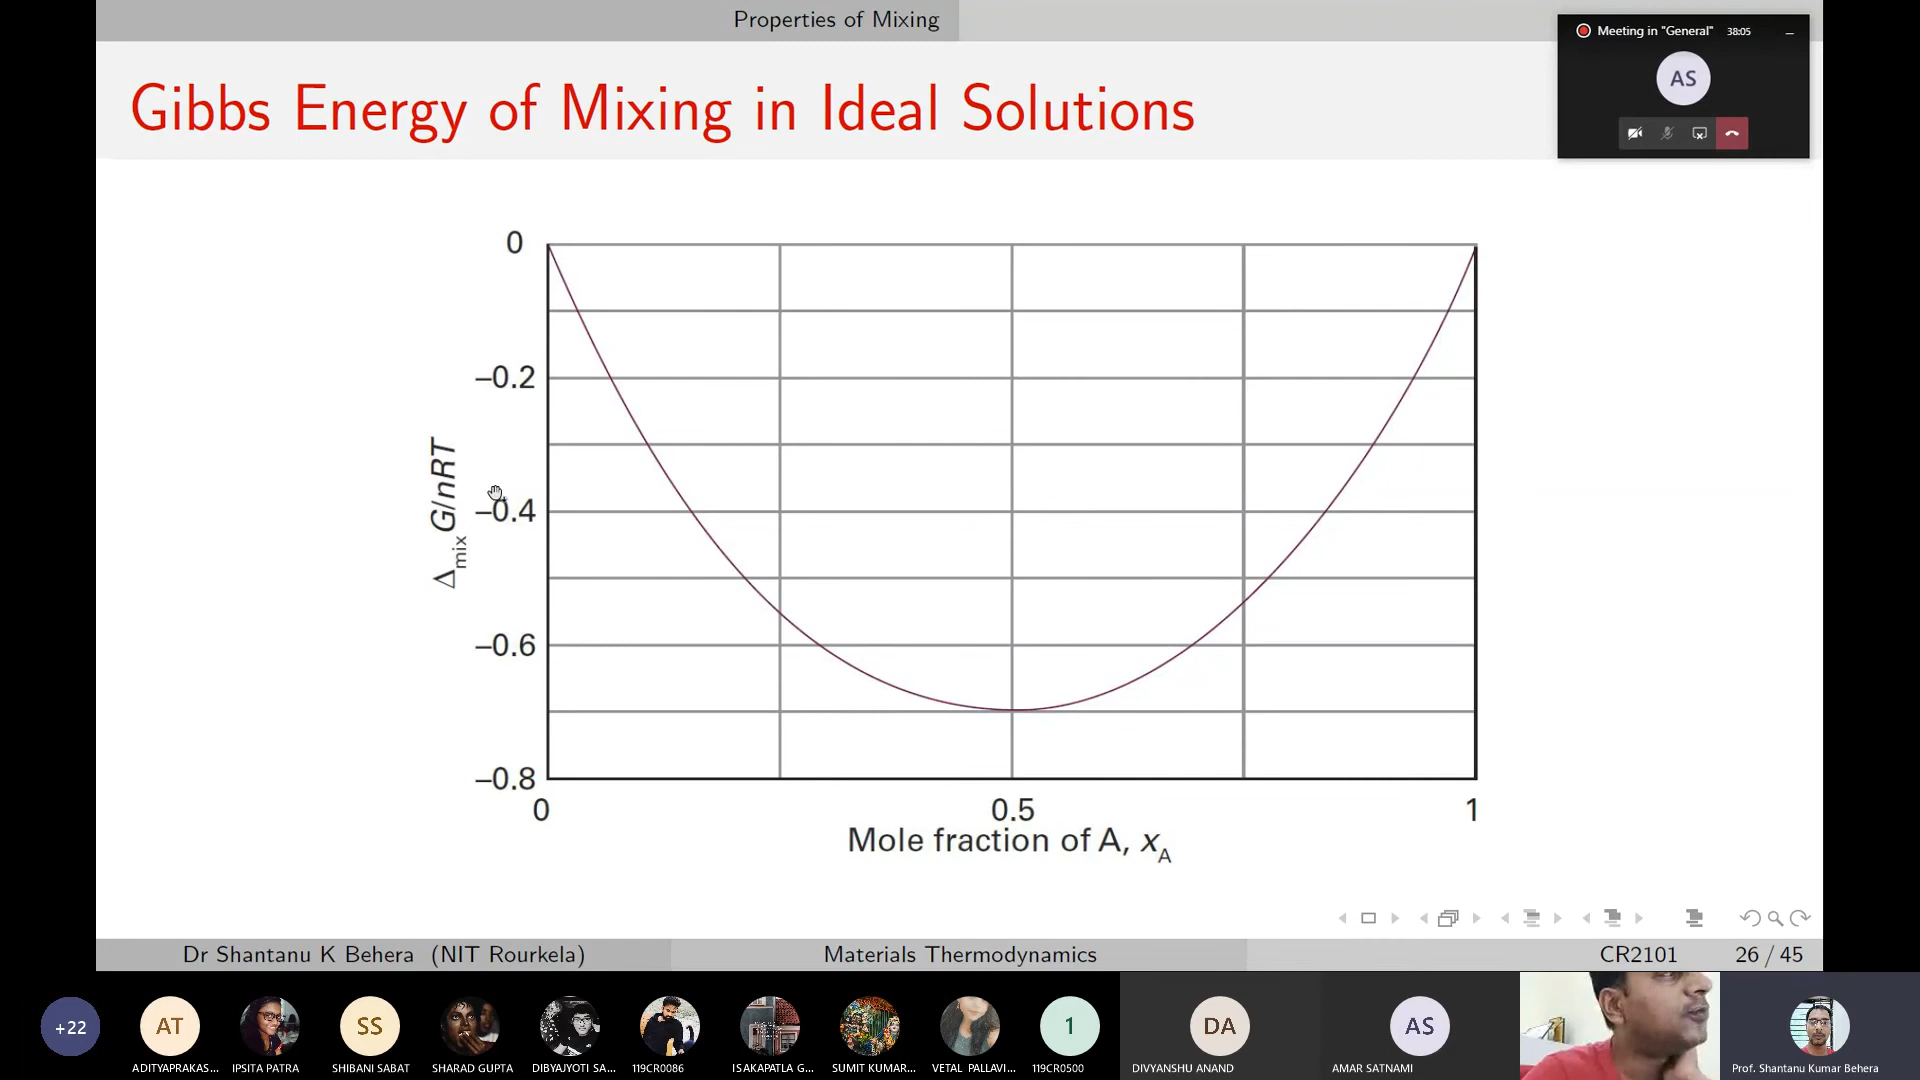 Properties of Mixing
Meeting in "General" 38:05
AS
Gibbs Energy of Mixing in Ideal Solutions
0
–0.2
–0.4
–0.6
–0.8
ΔmixG/nRT
0 0.5 1
Mole fraction of A, xA
Dr Shantanu K Behera (NIT Rourkela) Materials Thermodynamics CR2101 26 / 45
+22 AT SS 1 DA AS
ADITYAPRAKAS... IPSITA PATRA SHIBANI SABAT SHARAD GUPTA DIBYAJYOTI SA... 119CR0086 ISAKAPATLA G... SUMIT KUMAR... VETAL PALLAVI... 119CR0500 DIVYANSHU ANAND AMAR SATNAMI Prof. Shantanu Kumar Behera